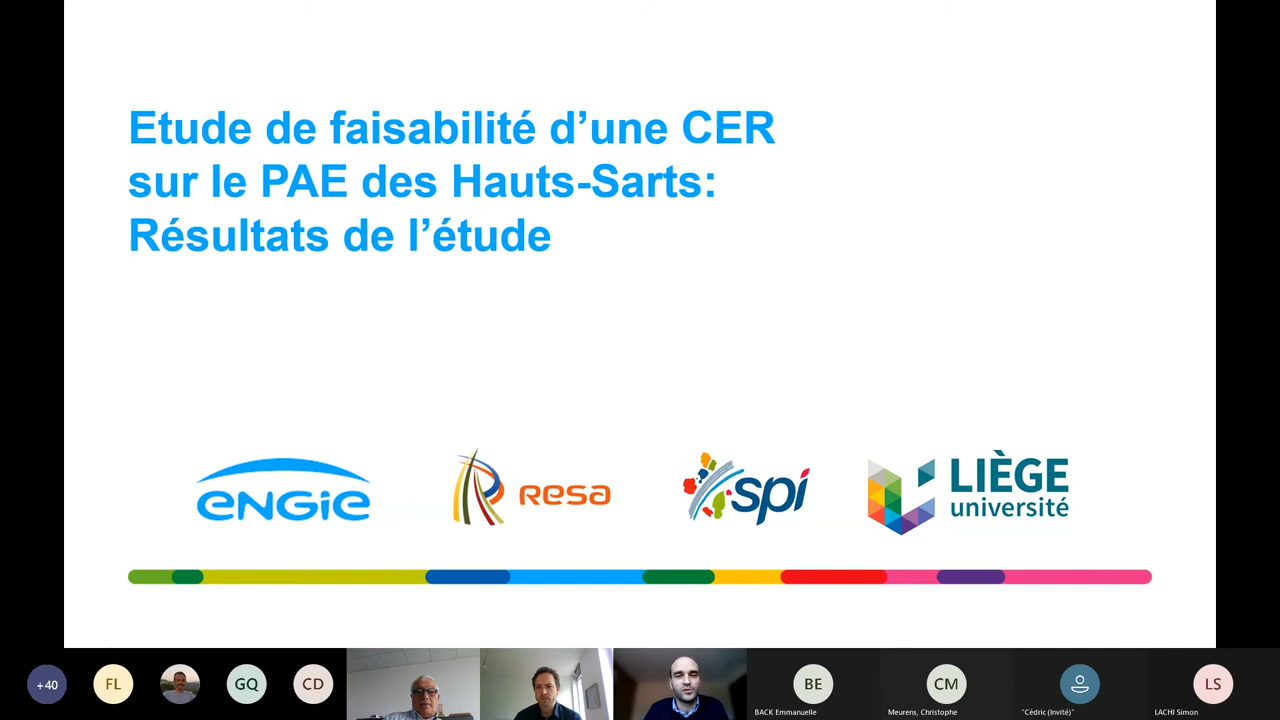 Etude de faisabilité d’une CER
sur le PAE des Hauts-Sarts:
Résultats de l’étude
ENGIE
RESA
spi
LIÈGE
université
+40
FL
GQ
CD
BE
BACK Emmanuelle
CM
Meurens, Christophe
"Cédric (Invité)"
LS
LACHI Simon